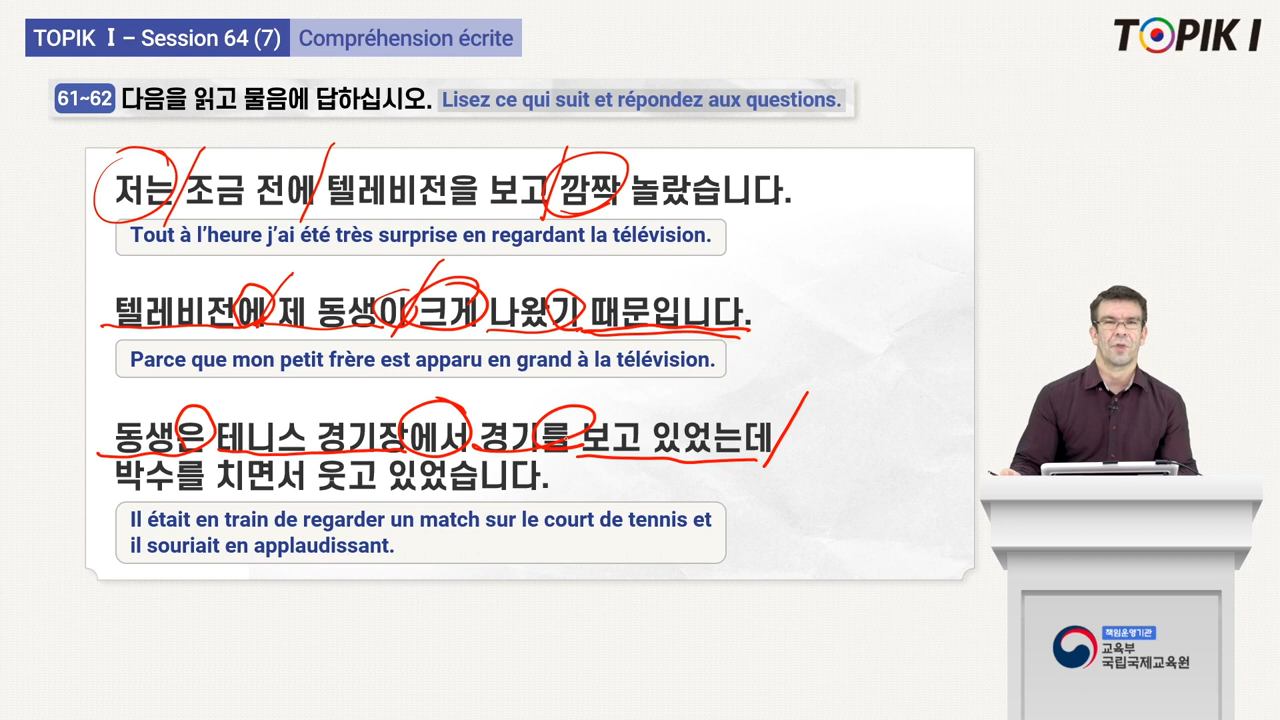 TOPIK I – Session 64 (7) Compréhension écrite
TOPIK I
61~62 다음을 읽고 물음에 답하십시오. Lisez ce qui suit et répondez aux questions.
저는 조금 전에 텔레비전을 보고 깜짝 놀랐습니다.
Tout à l’heure j’ai été très surprise en regardant la télévision.
텔레비전에 제 동생이 크게 나왔기 때문입니다.
Parce que mon petit frère est apparu en grand à la télévision.
동생은 테니스 경기장에서 경기를 보고 있었는데
박수를 치면서 웃고 있었습니다.
Il était en train de regarder un match sur le court de tennis et
il souriait en applaudissant.
책임운영기관
교육부
국립국제교육원